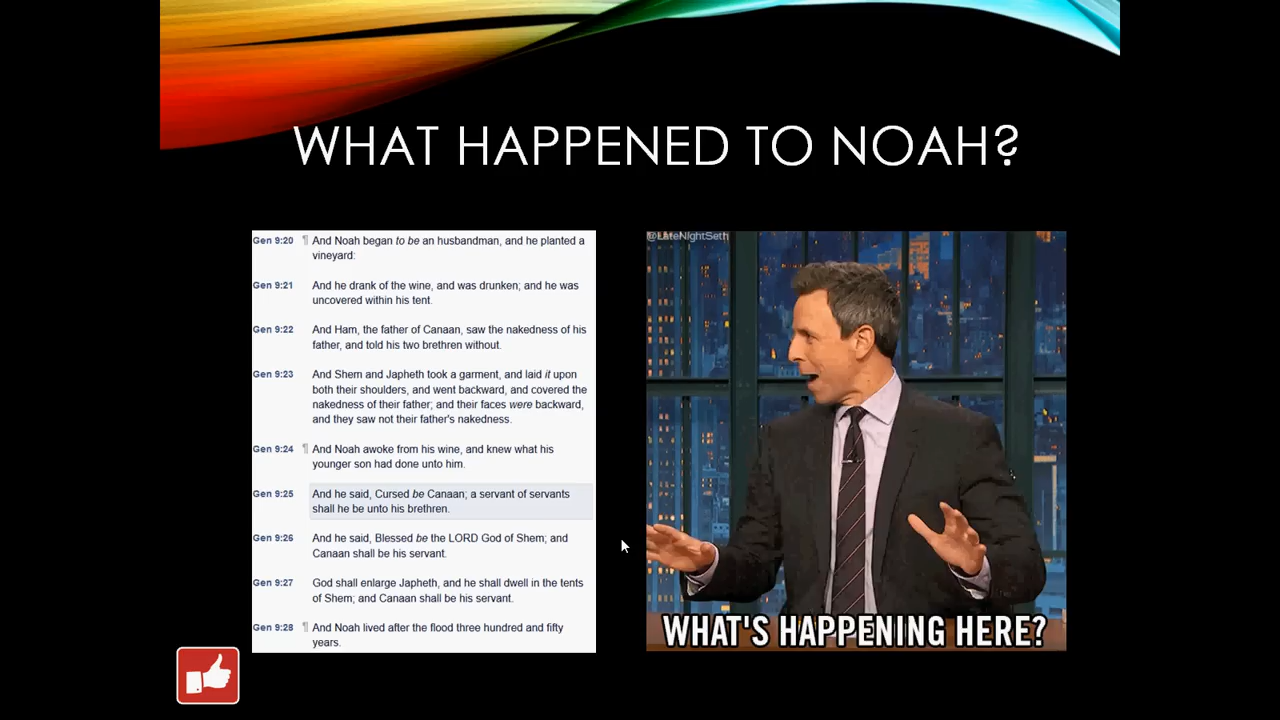 WHAT HAPPENED TO NOAH?
Gen 9:20 ¶ And Noah began to be an husbandman, and he planted a
vineyard:
Gen 9:21 And he drank of the wine, and was drunken; and he was
uncovered within his tent.
Gen 9:22 And Ham, the father of Canaan, saw the nakedness of his
father, and told his two brethren without.
Gen 9:23 And Shem and Japheth took a garment, and laid it upon
both their shoulders, and went backward, and covered the
nakedness of their father; and their faces were backward,
and they saw not their father's nakedness.
Gen 9:24 ¶ And Noah awoke from his wine, and knew what his
younger son had done unto him.
Gen 9:25 And he said, Cursed be Canaan; a servant of servants
shall he be unto his brethren.
Gen 9:26 And he said, Blessed be the LORD God of Shem; and
Canaan shall be his servant.
Gen 9:27 God shall enlarge Japheth, and he shall dwell in the tents
of Shem; and Canaan shall be his servant.
Gen 9:28 ¶ And Noah lived after the flood three hundred and fifty
years.
@LateNightSeth
WHAT'S HAPPENING HERE?